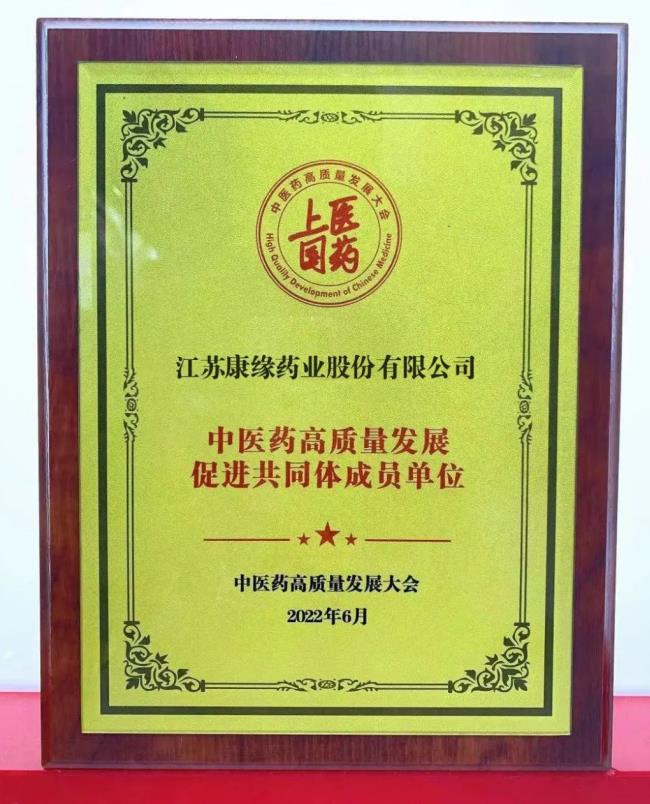 中医药高质量发展大会
上医
国药
High Quality Development of Chinese Medicine
江苏康缘药业股份有限公司
中医药高质量发展
促进共同体成员单位
中医药高质量发展大会
2022年6月